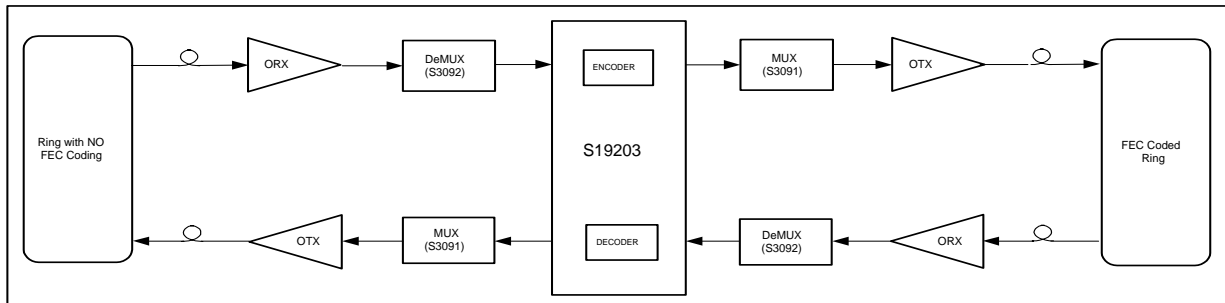 ORX
DeMUX
(S3092)
ENCODER
MUX
(S3091)
OTX
Ring with NO
FEC Coding
S19203
FEC Coded
Ring
OTX
MUX
(S3091)
DECODER
DeMUX
(S3092)
ORX